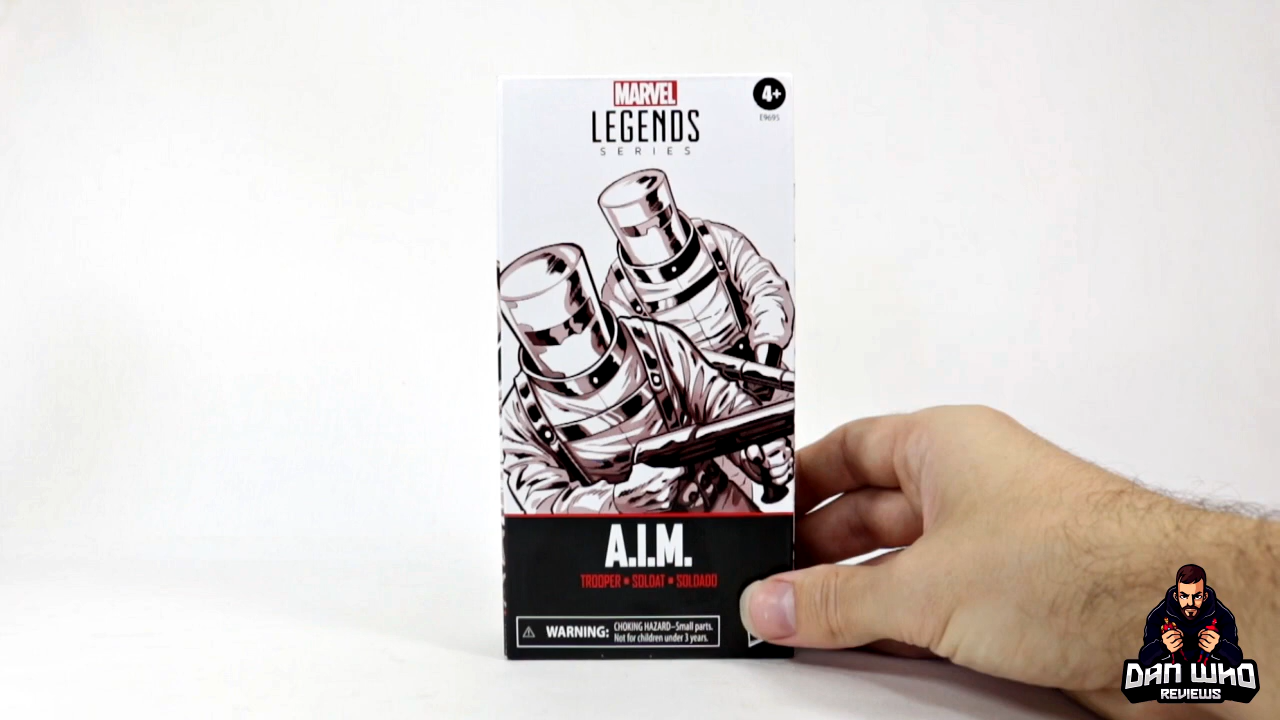 MARVEL
LEGENDS
SERIES
4+
E9695
A.I.M.
TROOPER • SOLDAT • SOLDADO
WARNING: CHOKING HAZARD–Small parts.
Not for children under 3 years.
DAN WHO
REVIEWS